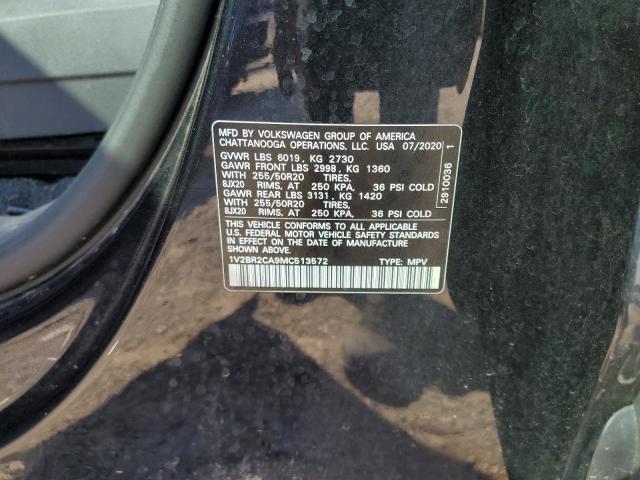 MFD BY VOLKSWAGEN GROUP OF AMERICA
CHATTANOOGA OPERATIONS, LLC. USA 07/2020
GVWR LBS 6019, KG 2730
GAWR FRONT LBS 2998, KG 1360
WITH 255/50R20 TIRES,
8JX20 RIMS, AT 250 KPA, 36 PSI COLD
GAWR REAR LBS 3131, KG 1420
WITH 255/50R20 TIRES,
8JX20 RIMS, AT 250 KPA, 36 PSI COLD
THIS VEHICLE CONFORMS TO ALL APPLICABLE
U.S. FEDERAL MOTOR VEHICLE SAFETY STANDARDS
IN EFFECT ON THE DATE OF MANUFACTURE
SHOWN ABOVE.
1V2BR2CA9MC513572 TYPE: MPV
2910036 1